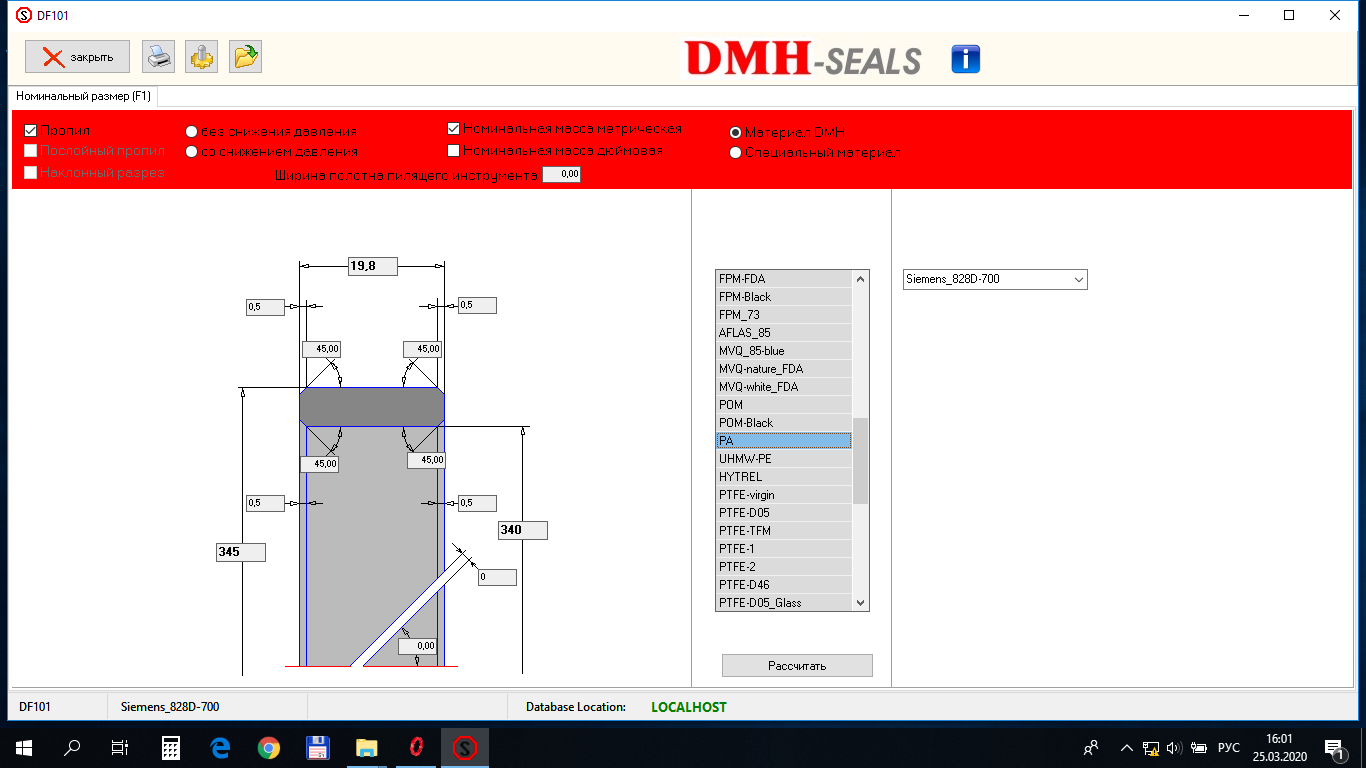 DF101
закрыть
DMH-SEALS
i
Номинальный размер (F1)
Пропил
без снижения давления
Номинальная масса метрическая
Материал DMH
Послойный пропил
со снижением давления
Номинальная масса дюймовая
Специальный материал
Наклонный разрез
Ширина полотна пилящего инструмента
0,00
19,8
0,5
0,5
45,00
45,00
45,00
45,00
0,5
0,5
340
345
0
0,00
FPM-FDA
FPM-Black
FPM_73
AFLAS_85
MVQ_85-blue
MVQ-nature_FDA
MVQ-white_FDA
POM
POM-Black
PA
UHMW-PE
HYTREL
PTFE-virgin
PTFE-D05
PTFE-TFM
PTFE-1
PTFE-2
PTFE-D46
PTFE-D05_Glass
Рассчитать
Siemens_828D-700
DF101
Siemens_828D-700
Database Location:
LOCALHOST
РУС
16:01
25.03.2020
1